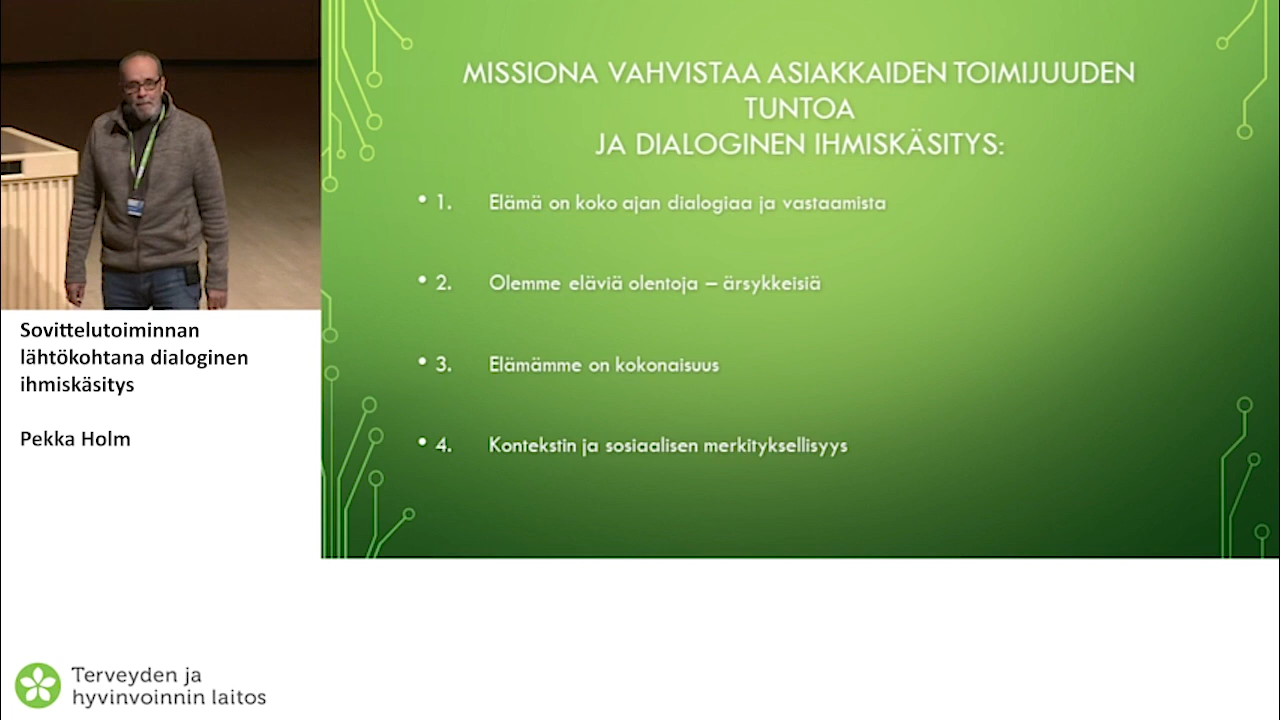 MISSIONA VAHVISTAA ASIAKKAIDEN TOIMIJUUDEN
TUNTOA
JA DIALOGINEN IHMISKÄSITYS:
• 1. Elämä on koko ajan dialogiaa ja vastaamista
• 2. Olemme eläviä olentoja – ärsykkeisiä
• 3. Elämämme on kokonaisuus
• 4. Kontekstin ja sosiaalisen merkityksellisyys
Sovittelutoiminnan
lähtökohtana dialoginen
ihmiskäsitys
Pekka Holm
Terveyden ja
hyvinvoinnin laitos